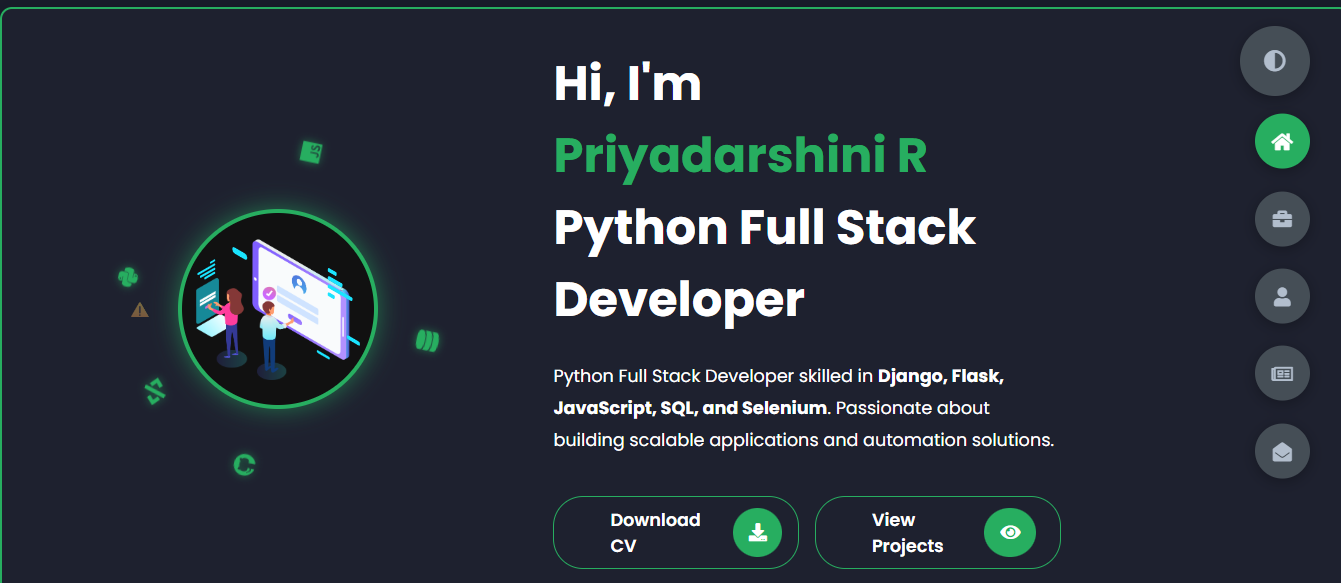 Hi, I'm
Priyadarshini R
Python Full Stack
Developer
Python Full Stack Developer skilled in Django, Flask,
JavaScript, SQL, and Selenium. Passionate about
building scalable applications and automation solutions.
Download
CV
View
Projects
JS